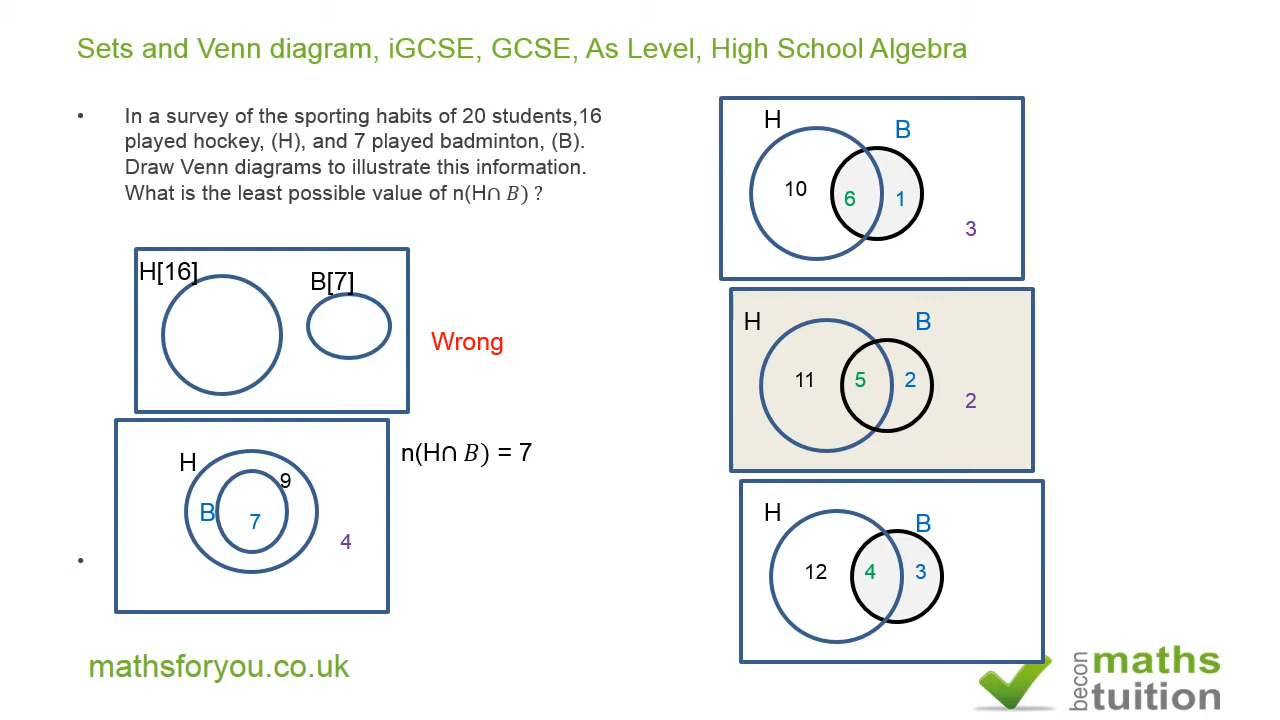 Sets and Venn diagram, iGCSE, GCSE, As Level, High School Algebra
• In a survey of the sporting habits of 20 students,16
played hockey, (H), and 7 played badminton, (B).
Draw Venn diagrams to illustrate this information.
What is the least possible value of n(H∩ B) ?
H[16]
B[7]
Wrong
H
9
B
7
4
n(H∩ B) = 7
•
H
B
10
6
1
3
H
B
11
5
2
2
H
B
12
4
3
mathsforyou.co.uk
becon
maths
tuition